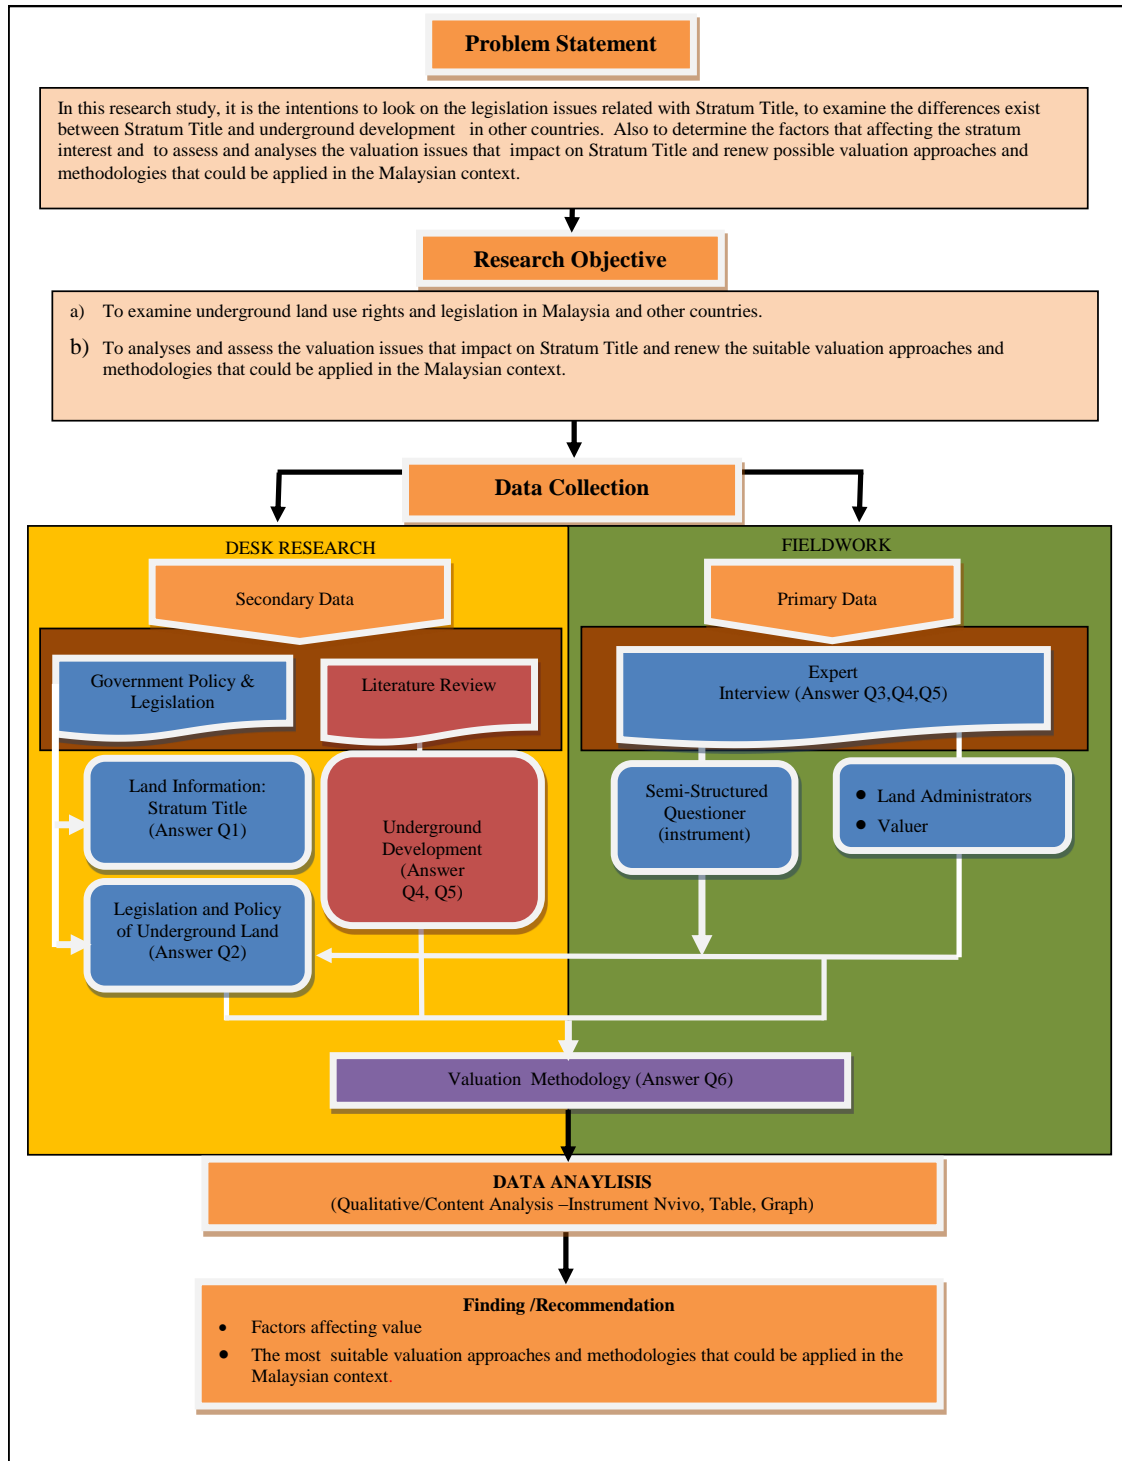 Problem Statement
In this research study, it is the intentions to look on the legislation issues related with Stratum Title, to examine the differences exist
between Stratum Title and underground development in other countries. Also to determine the factors that affecting the stratum
interest and to assess and analyses the valuation issues that impact on Stratum Title and renew possible valuation approaches and
methodologies that could be applied in the Malaysian context.
Research Objective
a) To examine underground land use rights and legislation in Malaysia and other countries.
b) To analyses and assess the valuation issues that impact on Stratum Title and renew the suitable valuation approaches and
methodologies that could be applied in the Malaysian context.
Data Collection
DESK RESEARCH
Secondary Data
Government Policy &
Legislation
Literature Review
Land Information:
Stratum Title
(Answer Q1)
Underground
Development
(Answer
Q4, Q5)
Legislation and Policy
of Underground Land
(Answer Q2)
FIELDWORK
Primary Data
Expert
Interview (Answer Q3,Q4,Q5)
Semi-Structured
Questioner
(instrument)
● Land Administrators
● Valuer
Valuation Methodology (Answer Q6)
DATA ANAYLISIS
(Qualitative/Content Analysis –Instrument Nvivo, Table, Graph)
Finding /Recommendation
• Factors affecting value
● The most suitable valuation approaches and methodologies that could be applied in the
Malaysian context.